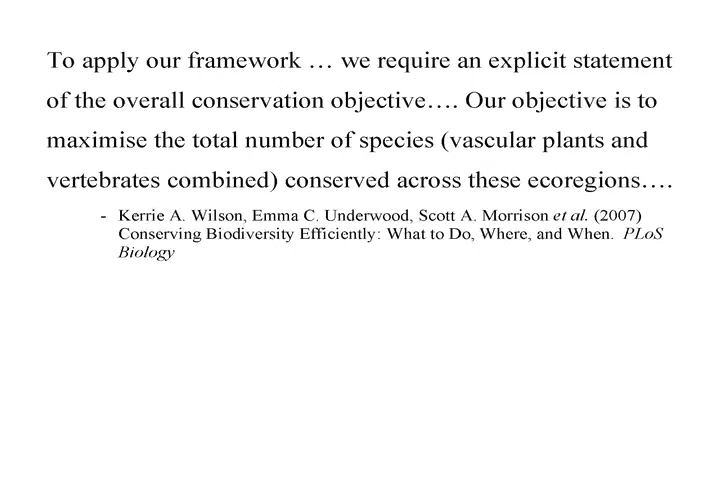 To apply our framework … we require an explicit statement
of the overall conservation objective…. Our objective is to
maximise the total number of species (vascular plants and
vertebrates combined) conserved across these ecoregions….
- Kerrie A. Wilson, Emma C. Underwood, Scott A. Morrison et al. (2007)
Conserving Biodiversity Efficiently: What to Do, Where, and When. PLoS
Biology